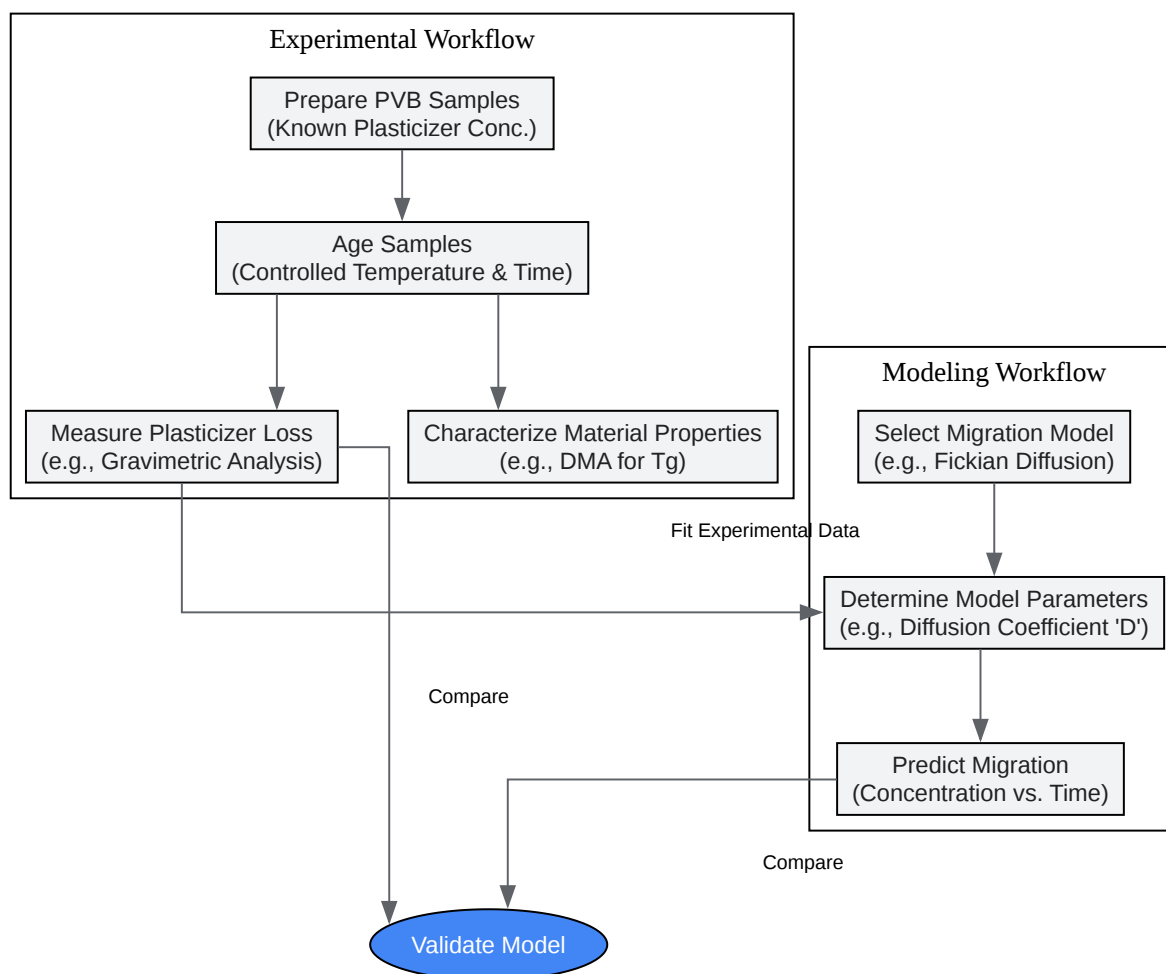 Experimental Workflow
Prepare PVB Samples
(Known Plasticizer Conc.)
Age Samples
(Controlled Temperature & Time)
Measure Plasticizer Loss
(e.g., Gravimetric Analysis)
Characterize Material Properties
(e.g., DMA for Tg)
Modeling Workflow
Select Migration Model
(e.g., Fickian Diffusion)
Fit Experimental Data
Determine Model Parameters
(e.g., Diffusion Coefficient 'D')
Compare
Predict Migration
(Concentration vs. Time)
Compare
Validate Model